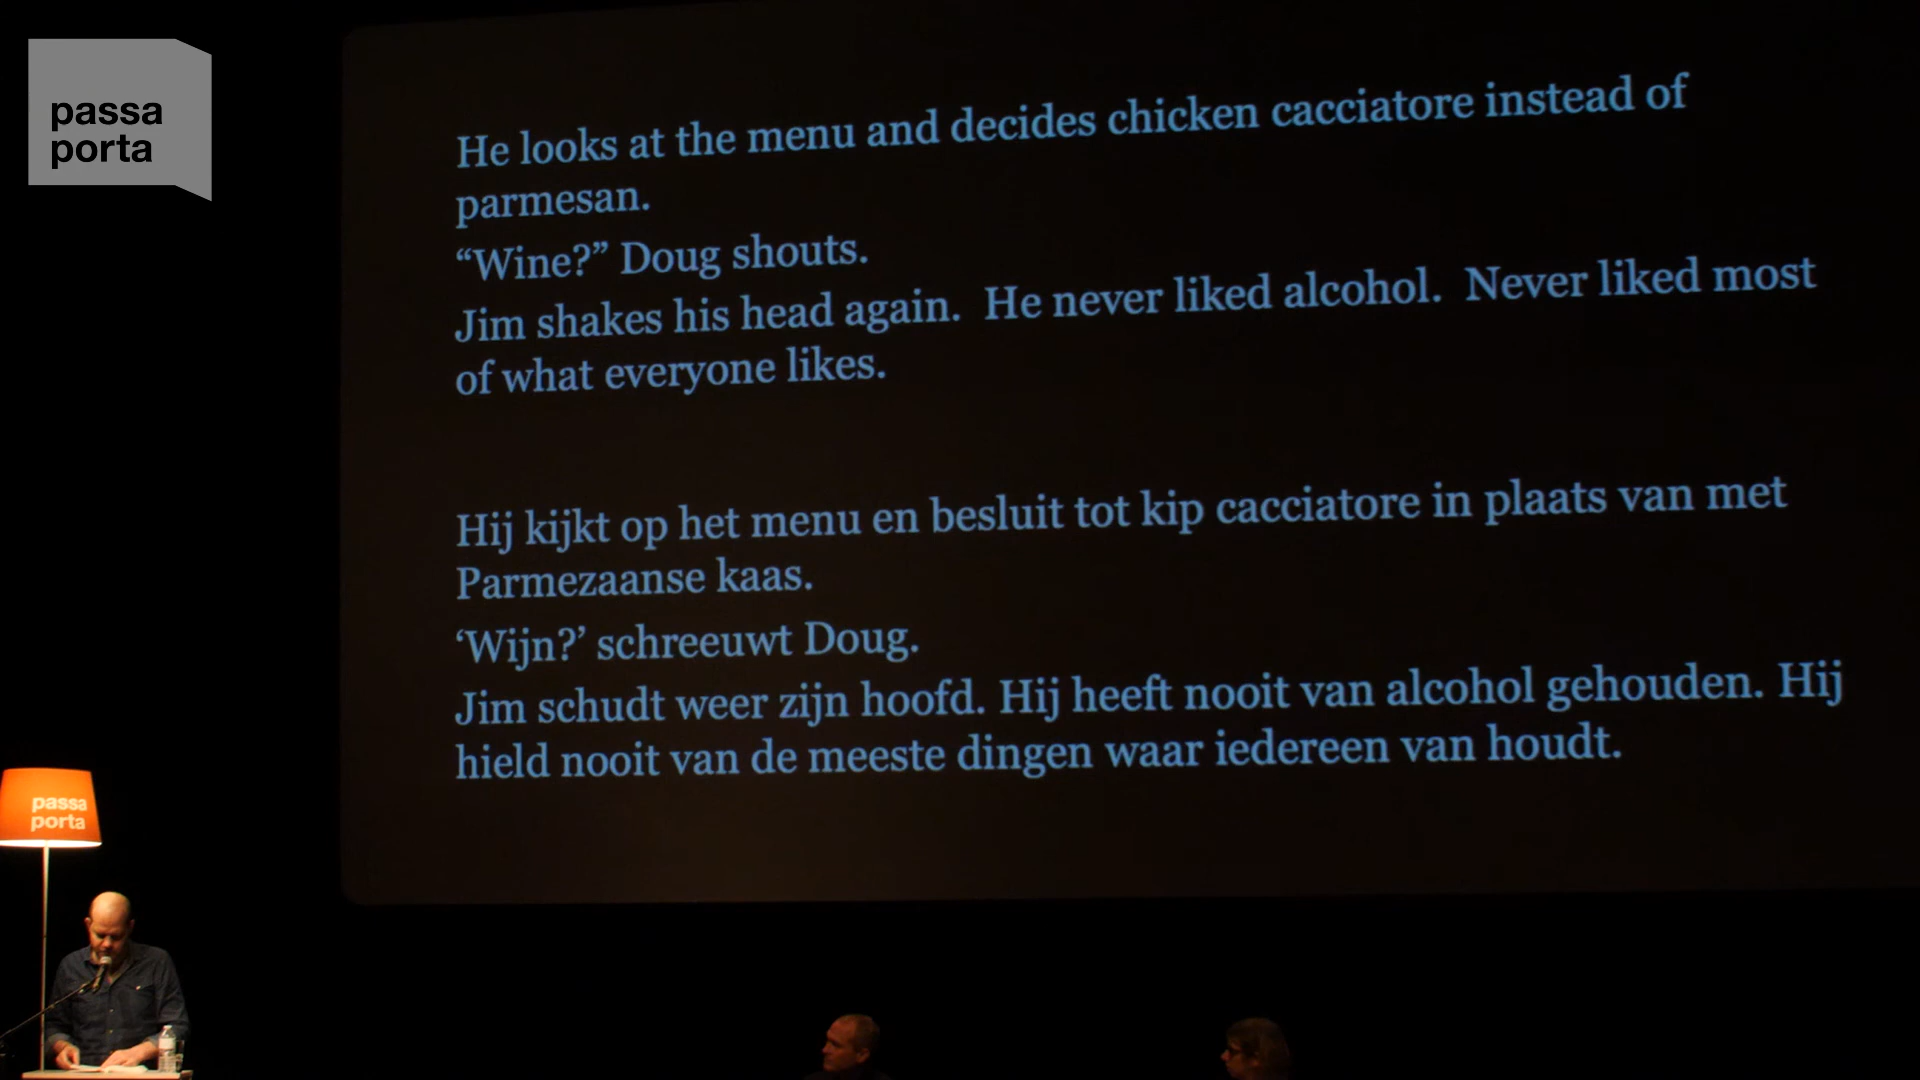 passa
porta
He looks at the menu and decides chicken cacciatore instead of
parmesan.
“Wine?” Doug shouts.
Jim shakes his head again.  He never liked alcohol.  Never liked most
of what everyone likes.
Hij kijkt op het menu en besluit tot kip cacciatore in plaats van met
Parmezaanse kaas.
‘Wijn?’ schreeuwt Doug.
Jim schudt weer zijn hoofd. Hij heeft nooit van alcohol gehouden. Hij
hield nooit van de meeste dingen waar iedereen van houdt.
passa
porta